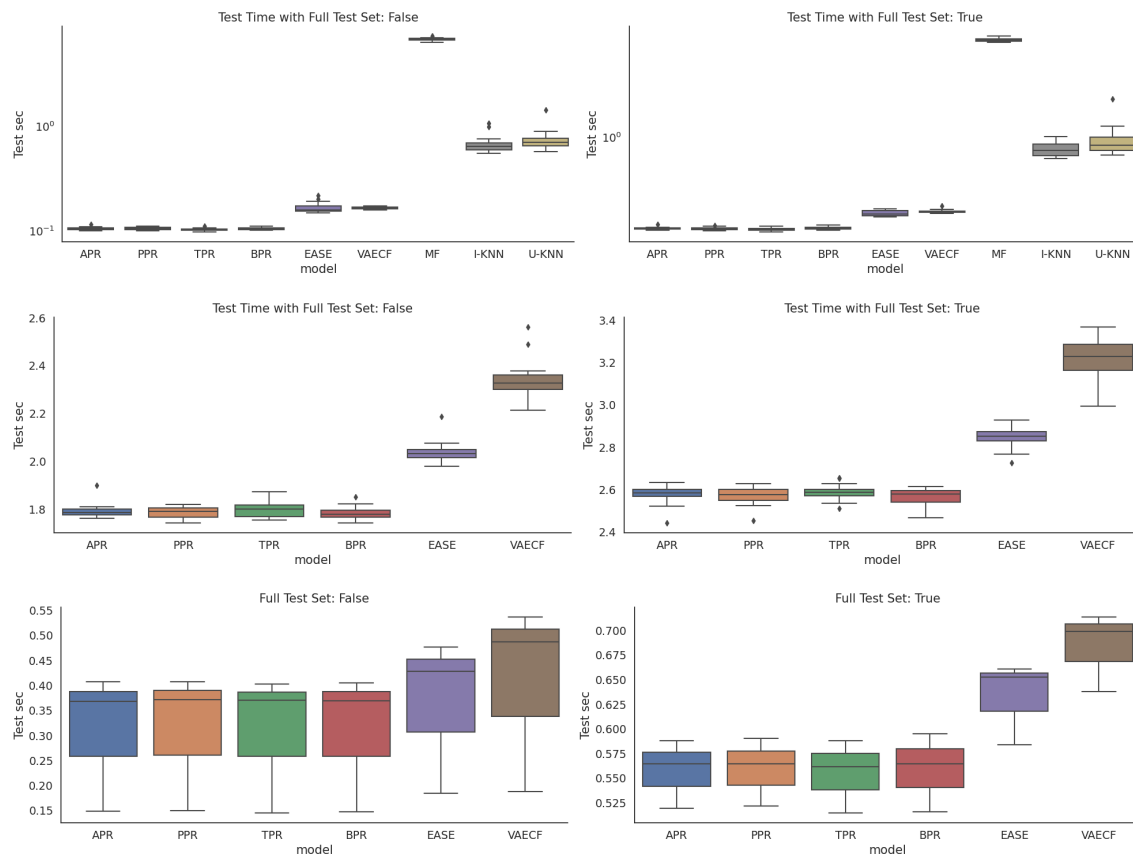 Test Time with Full Test Set: False
Test sec
10⁰
10⁻¹
APR PPR TPR BPR EASE VAECF MF I-KNN U-KNN
model
Test Time with Full Test Set: True
Test sec
10⁰
APR PPR TPR BPR EASE VAECF MF I-KNN U-KNN
model
Test Time with Full Test Set: False
Test sec
2.6
2.4
2.2
2.0
1.8
APR PPR TPR BPR EASE VAECF
model
Test Time with Full Test Set: True
Test sec
3.4
3.2
3.0
2.8
2.6
2.4
APR PPR TPR BPR EASE VAECF
model
Full Test Set: False
Test sec
0.55
0.50
0.45
0.40
0.35
0.30
0.25
0.20
0.15
APR PPR TPR BPR EASE VAECF
model
Full Test Set: True
Test sec
0.700
0.675
0.650
0.625
0.600
0.575
0.550
0.525
APR PPR TPR BPR EASE VAECF
model